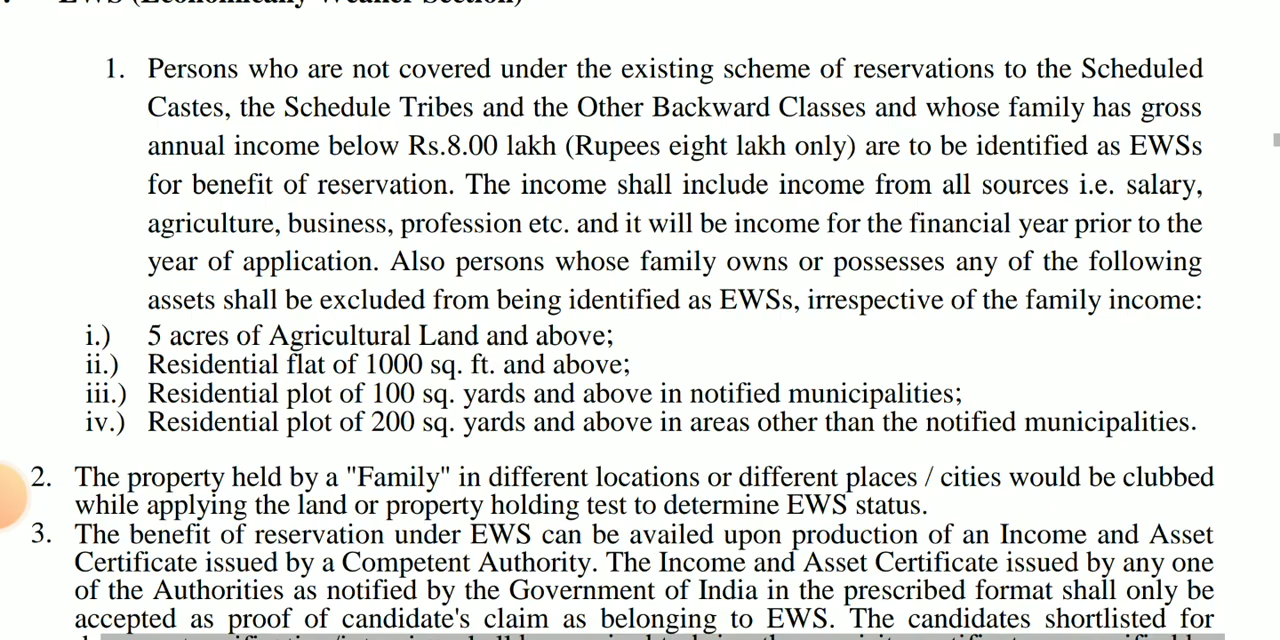 EWS (Economically Weaker Section)
1. Persons who are not covered under the existing scheme of reservations to the Scheduled
Castes, the Schedule Tribes and the Other Backward Classes and whose family has gross
annual income below Rs.8.00 lakh (Rupees eight lakh only) are to be identified as EWSs
for benefit of reservation. The income shall include income from all sources i.e. salary,
agriculture, business, profession etc. and it will be income for the financial year prior to the
year of application. Also persons whose family owns or possesses any of the following
assets shall be excluded from being identified as EWSs, irrespective of the family income:
i.) 5 acres of Agricultural Land and above;
ii.) Residential flat of 1000 sq. ft. and above;
iii.) Residential plot of 100 sq. yards and above in notified municipalities;
iv.) Residential plot of 200 sq. yards and above in areas other than the notified municipalities.
2. The property held by a "Family" in different locations or different places / cities would be clubbed
while applying the land or property holding test to determine EWS status.
3. The benefit of reservation under EWS can be availed upon production of an Income and Asset
Certificate issued by a Competent Authority. The Income and Asset Certificate issued by any one
of the Authorities as notified by the Government of India in the prescribed format shall only be
accepted as proof of candidate's claim as belonging to EWS. The candidates shortlisted for